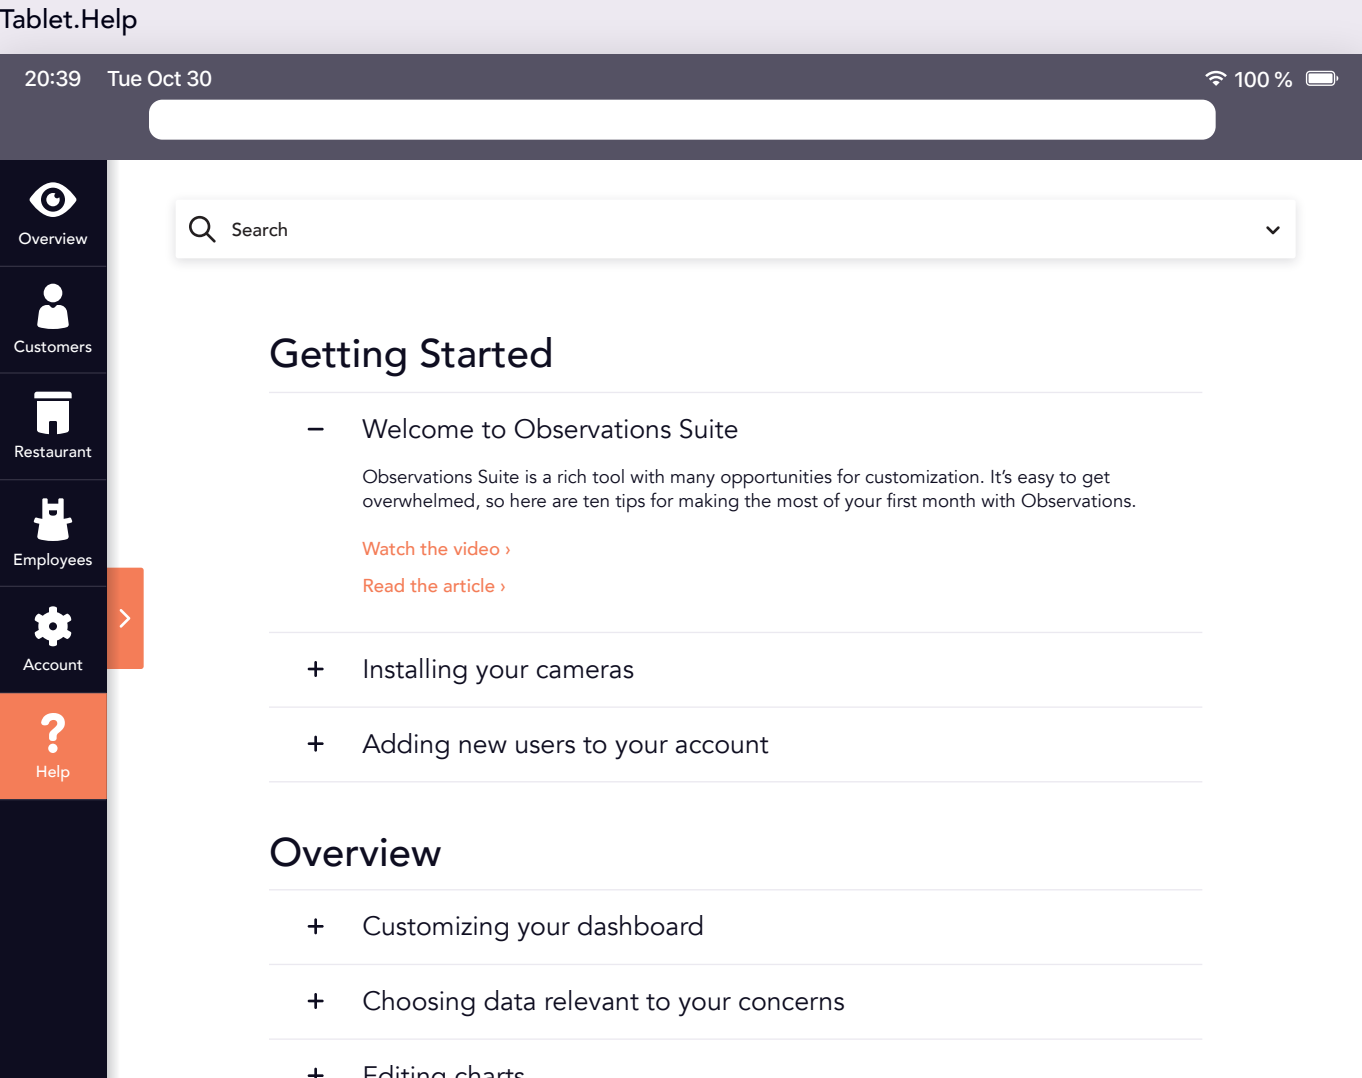 Tablet.Help
20:39 Tue Oct 30
100 %
Search
Overview
Customers
Restaurant
Employees
Account
Help
Getting Started
Welcome to Observations Suite
Observations Suite is a rich tool with many opportunities for customization. It’s easy to get
overwhelmed, so here are ten tips for making the most of your first month with Observations.
Watch the video ›
Read the article ›
Installing your cameras
Adding new users to your account
Overview
Customizing your dashboard
Choosing data relevant to your concerns
Editing charts